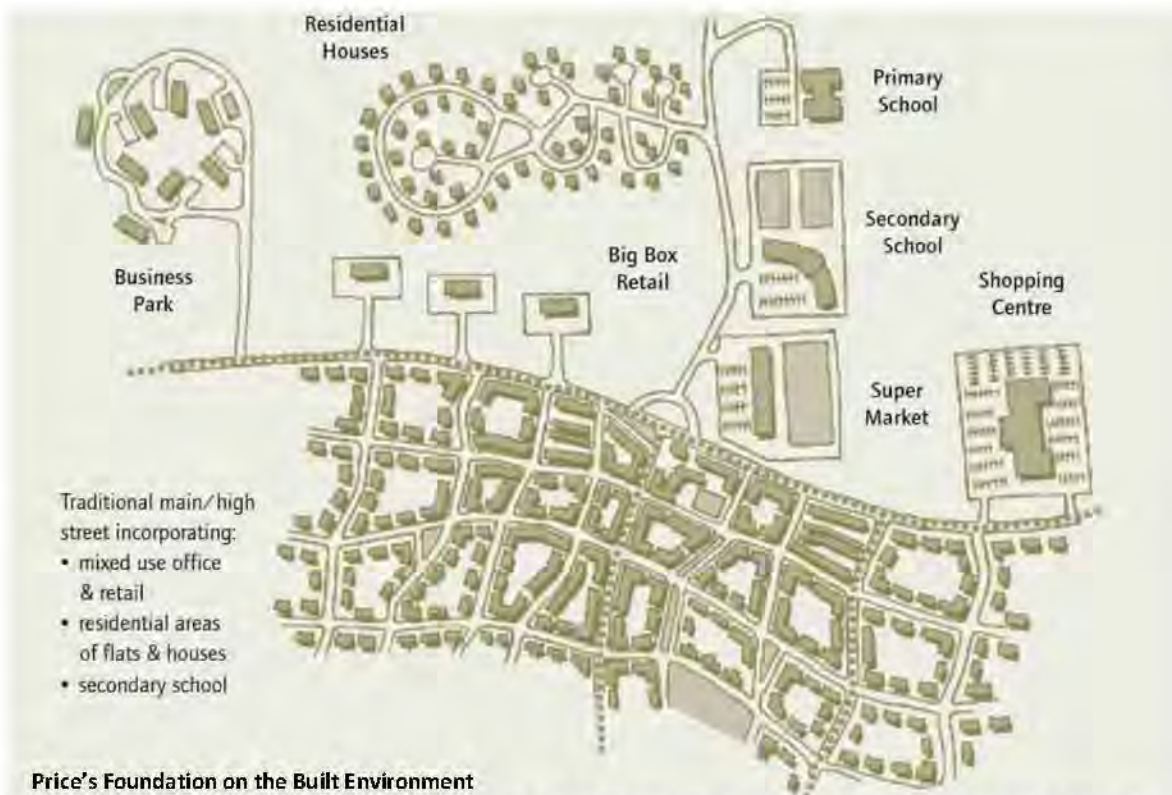 Residential
Houses
Primary
School
Secondary
School
Business
Park
Big Box
Retail
Shopping
Centre
Super
Market
Traditional main/high
street incorporating:
• mixed use office
& retail
• residential areas
of flats & houses
• secondary school
Price's Foundation on the Built Environment